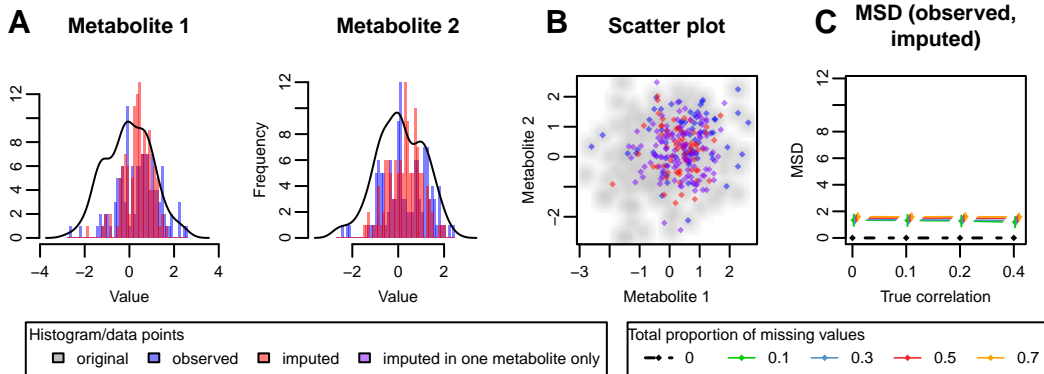 A
Metabolite 1
0
2
4
6
8
10
12
−4
−2
0
2
4
Value
Metabolite 2
Frequency
0
2
4
6
8
12
−4
−2
0
2
4
Value
B
Scatter plot
Metabolite 2
−2
0
1
2
−3
−2
−1
0
1
2
Metabolite 1
C
MSD (observed,
imputed)
MSD
0
2
4
8
12
0
0.1
0.2
0.4
True correlation
Histogram/data points
original observed imputed imputed in one metabolite only
Total proportion of missing values
0 0.1 0.3 0.5 0.7